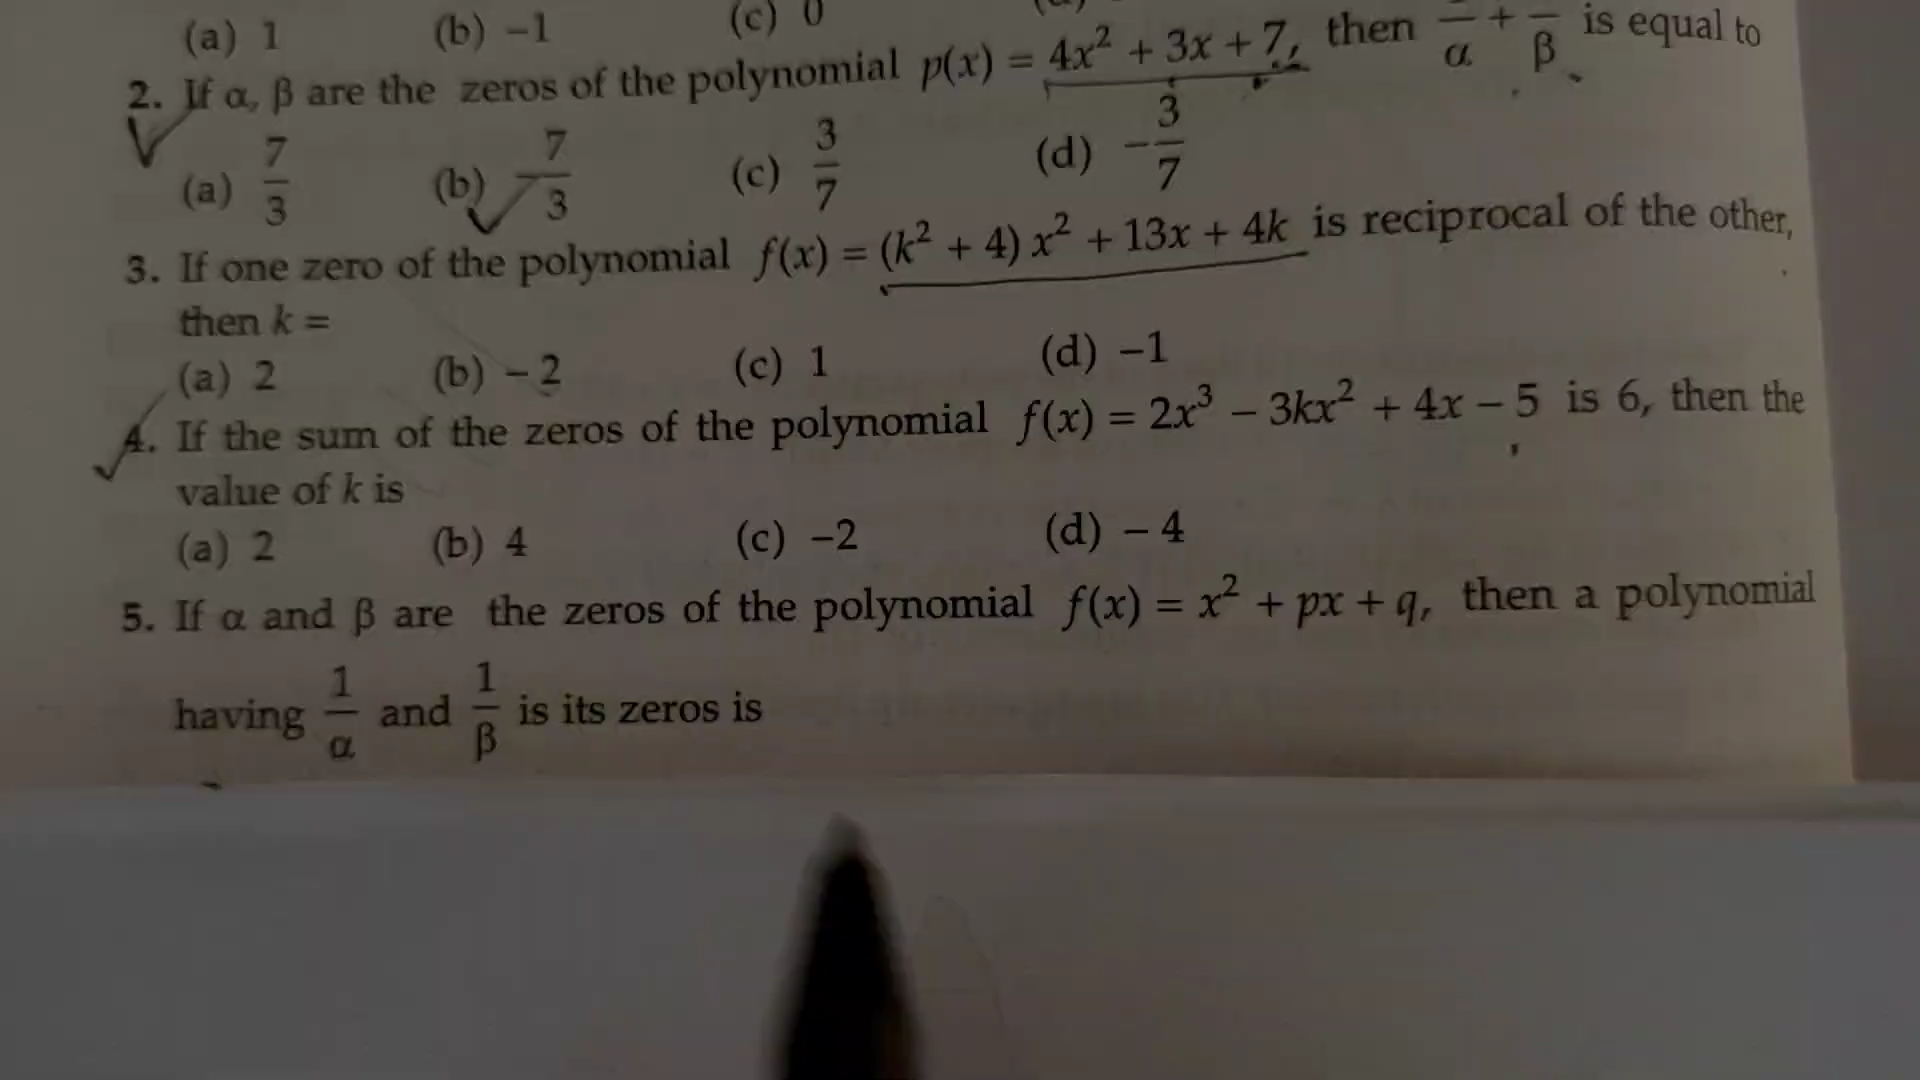 (a) 1 (b) −1 (c) 0
2. If α, β are the zeros of the polynomial p(x) = 4x² + 3x + 7, then /α + /β is equal to
(a) 7/3 (b) −7/3 (c) 3/7 (d) −3/7
3. If one zero of the polynomial f(x) = (k² + 4) x² + 13x + 4k is reciprocal of the other,
then k =
(a) 2 (b) −2 (c) 1 (d) −1
4. If the sum of the zeros of the polynomial f(x) = 2x³ − 3kx² + 4x − 5 is 6, then the
value of k is
(a) 2 (b) 4 (c) −2 (d) −4
5. If α and β are the zeros of the polynomial f(x) = x² + px + q, then a polynomial
having 1/α and 1/β is its zeros is